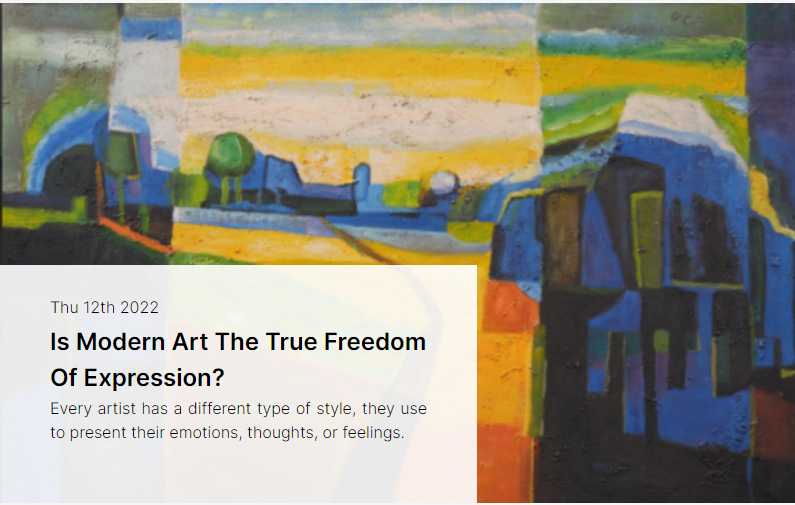 Thu 12th 2022
Is Modern Art The True Freedom
Of Expression?
Every artist has a different type of style, they use
to present their emotions, thoughts, or feelings.